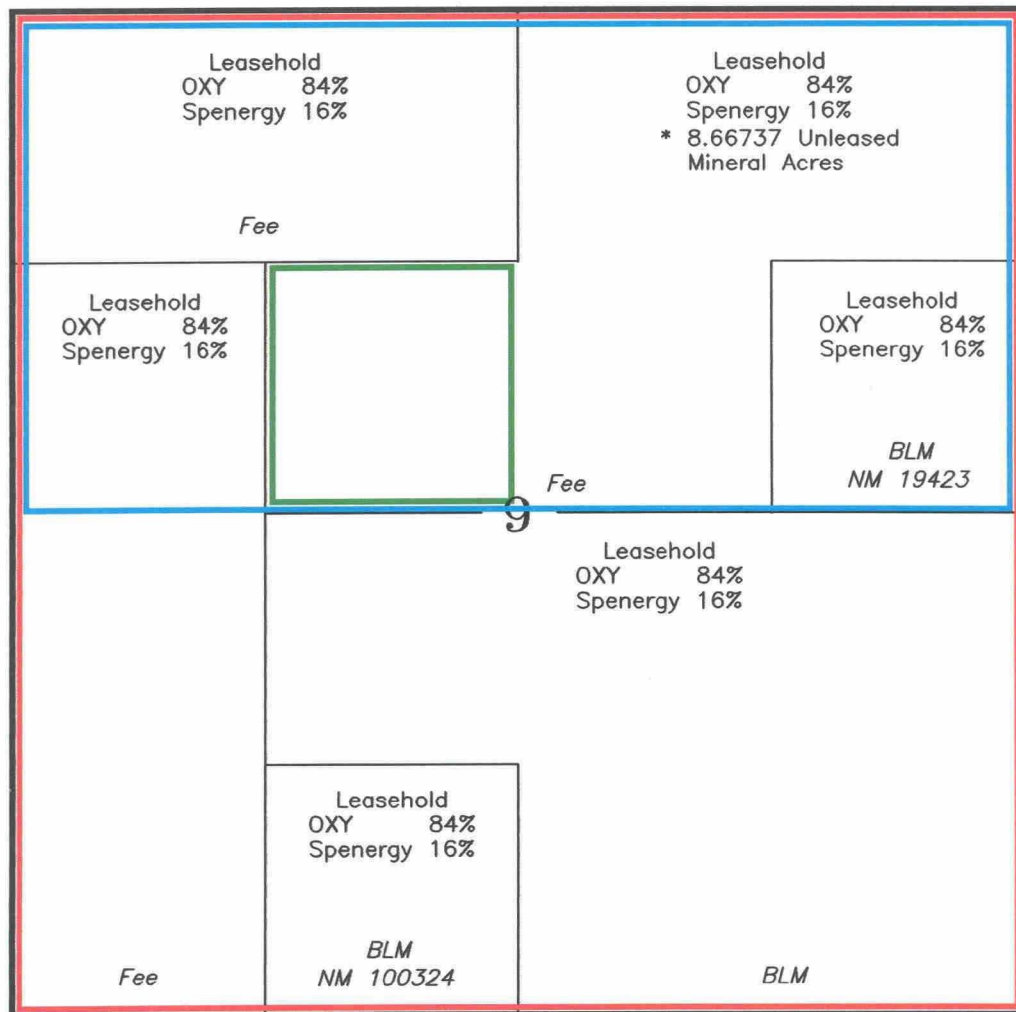 Leasehold
OXY 84%
Spenergy 16%
Fee
Leasehold
OXY 84%
Spenergy 16%
* 8.66737 Unleased
Mineral Acres
Leasehold
OXY 84%
Spenergy 16%
Leasehold
OXY 84%
Spenergy 16%
BLM
NM 19423
Fee
9
Leasehold
OXY 84%
Spenergy 16%
Leasehold
OXY 84%
Spenergy 16%
BLM
NM 100324
Fee
BLM